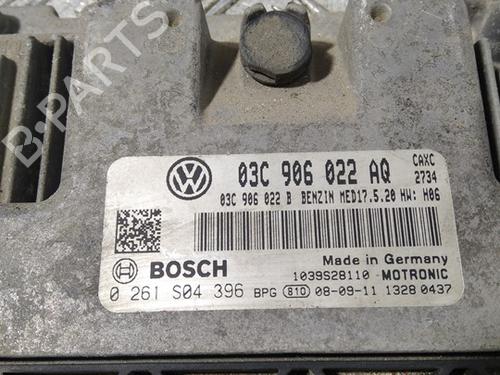 B-PARTS
03C 906 022 AQ CAXC
03C 906 022 B BENZIN MED17.5.20 HW: H06 2734
BOSCH Made in Germany
1039S28110 MOTRONIC
0 261 S04 396 BPG 810 08-09-11 1328 0437